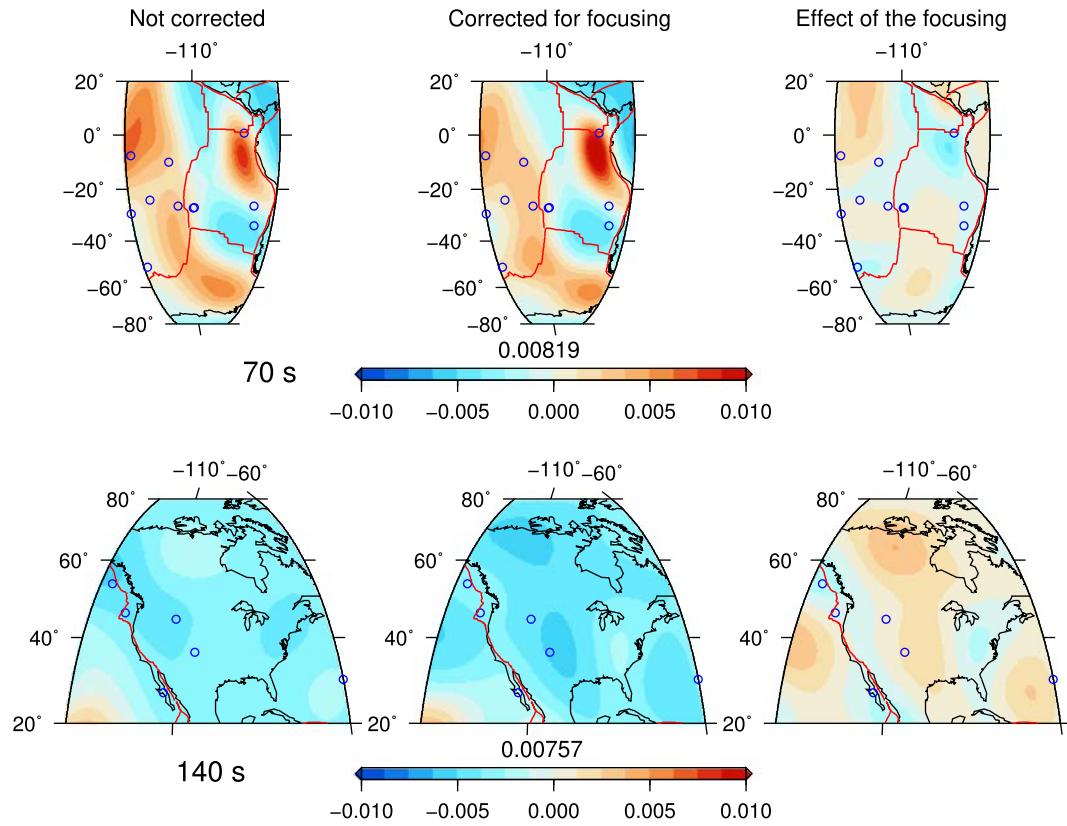 Not corrected Corrected for focusing Effect of the focusing
−110° −110° −110°
20° 20° 20°
0° 0° 0°
−20° −20° −20°
−40° −40° −40°
−60° −60° −60°
−80° −80° −80°
0.00819
70 s
−0.010 −0.005 0.000 0.005 0.010
−110° −60° −110° −60° −110° −60°
80° 80° 80°
60° 60° 60°
40° 40° 40°
20° 20° 20°
0.00757
140 s
−0.010 −0.005 0.000 0.005 0.010